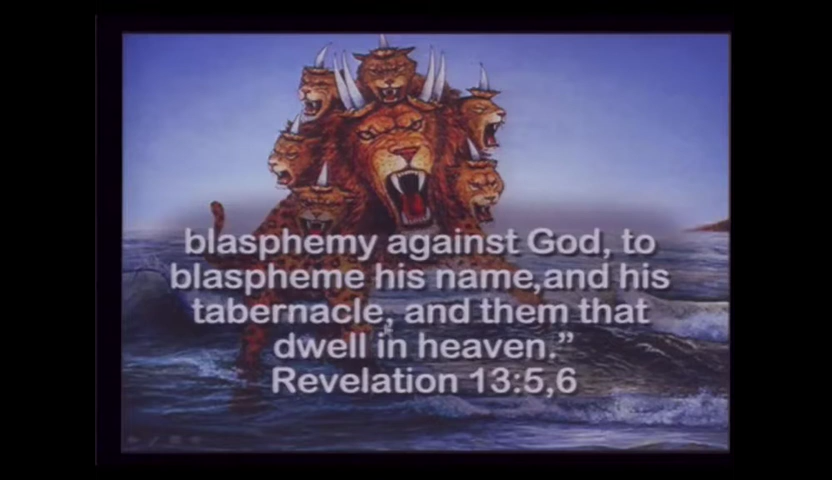 blasphemy against God, to
blaspheme his name,and his
tabernacle, and them that
dwell in heaven.”
Revelation 13:5,6